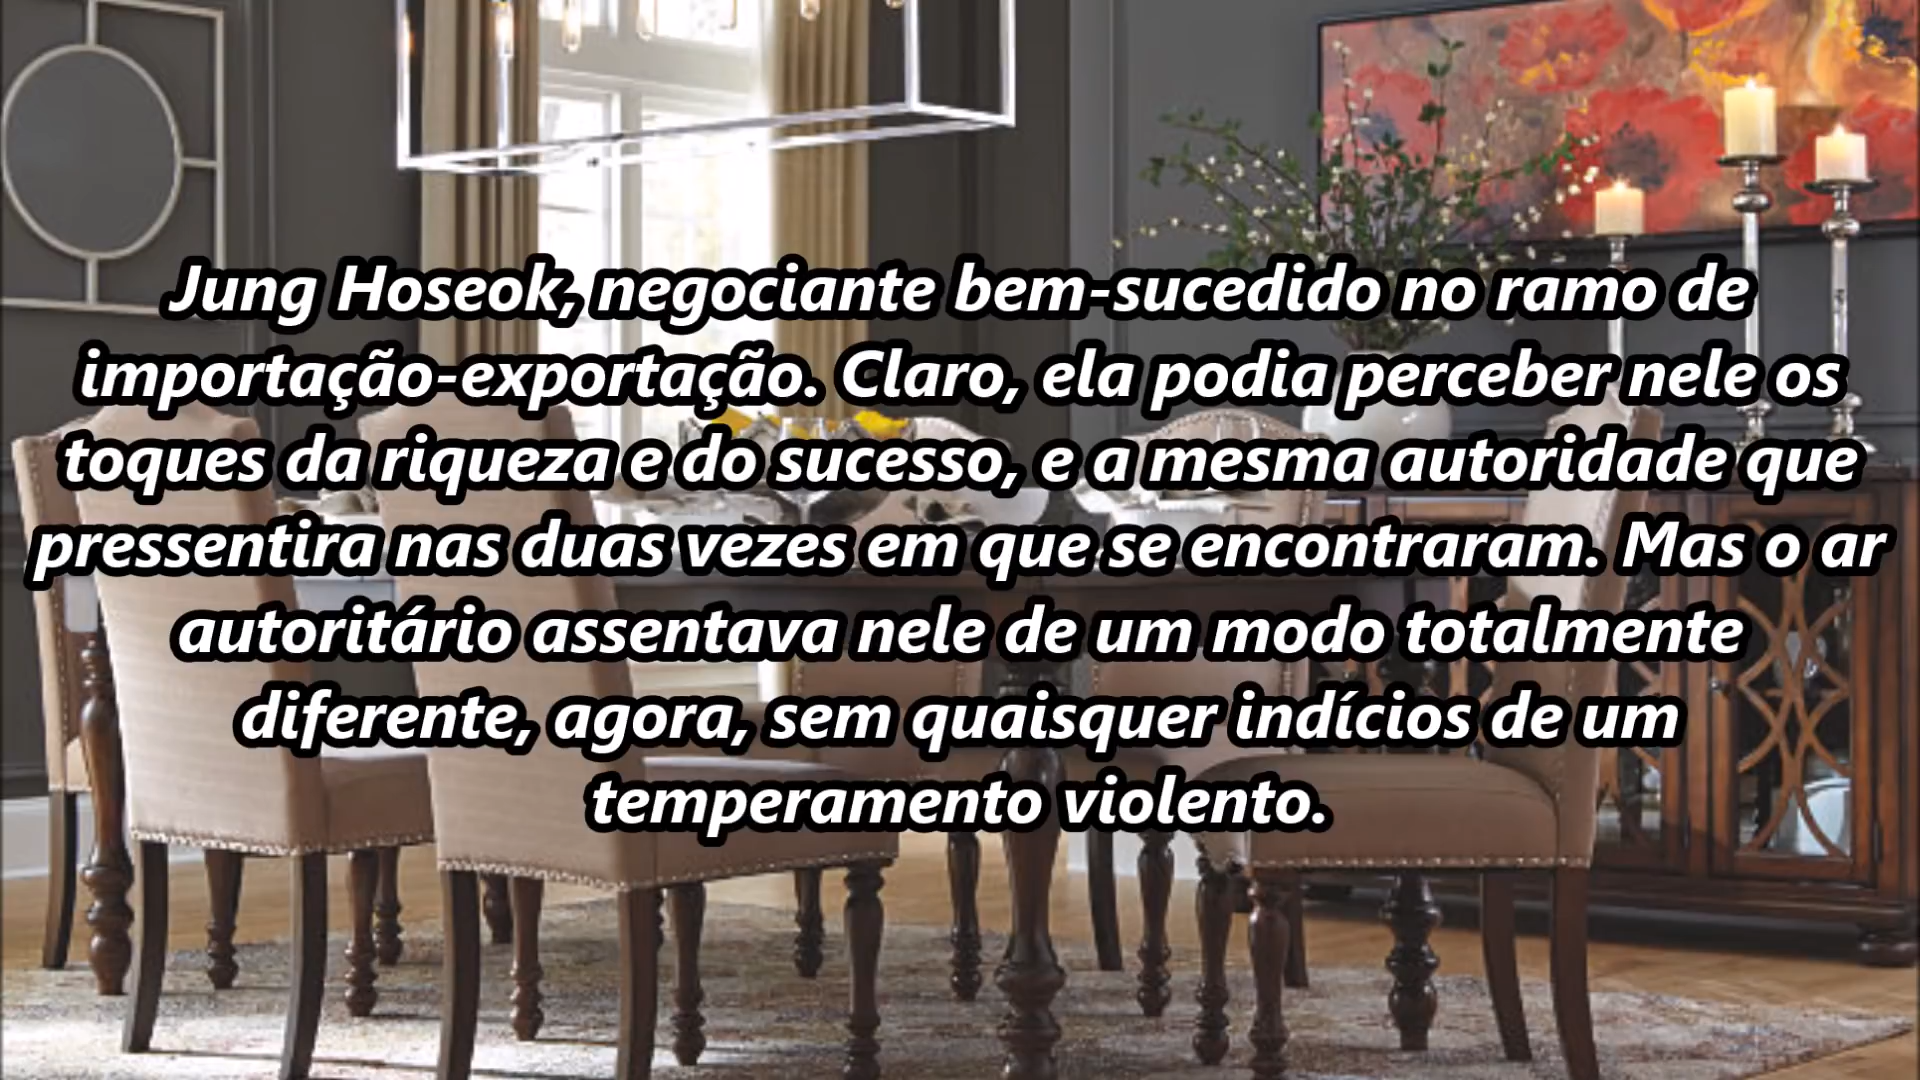 Jung Hoseok, negociante bem-sucedido no ramo de
importação-exportação. Claro, ela podia perceber nele os
toques da riqueza e do sucesso, e a mesma autoridade que
pressentira nas duas vezes em que se encontraram. Mas o ar
autoritário assentava nele de um modo totalmente
diferente, agora, sem quaisquer indícios de um
temperamento violento.